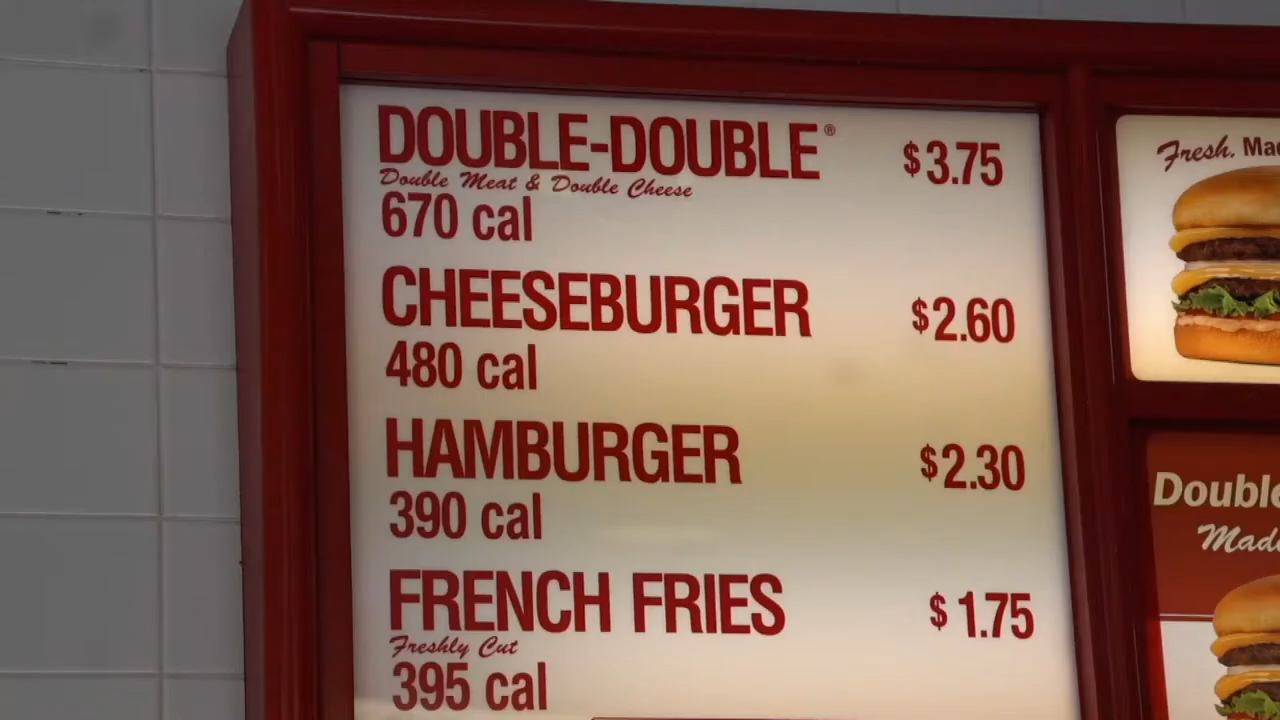 DOUBLE-DOUBLE® $3.75
Double Meat & Double Cheese
670 cal
CHEESEBURGER $2.60
480 cal
HAMBURGER $2.30
390 cal
FRENCH FRIES $1.75
Freshly Cut
395 cal
Fresh.
Double